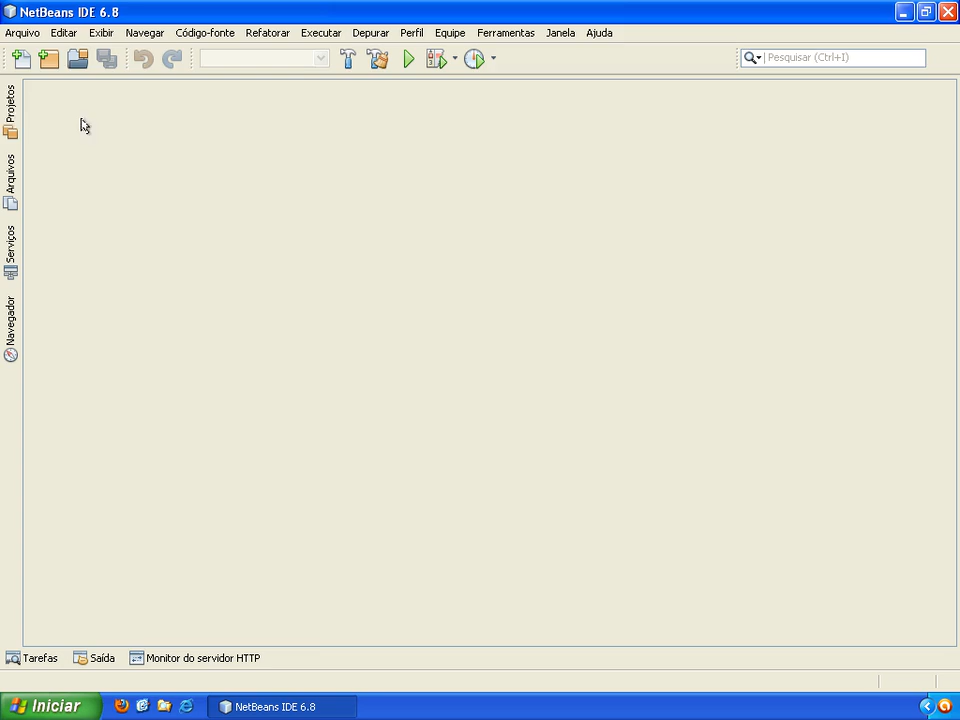 NetBeans IDE 6.8
Arquivo Editar Exibir Navegar Código-fonte Refatorar Executar Depurar Perfil Equipe Ferramentas Janela Ajuda
Pesquisar (Ctrl+I)
Projetos
Arquivos
Serviços
Navegador
Tarefas Saída Monitor do servidor HTTP
Iniciar NetBeans IDE 6.8